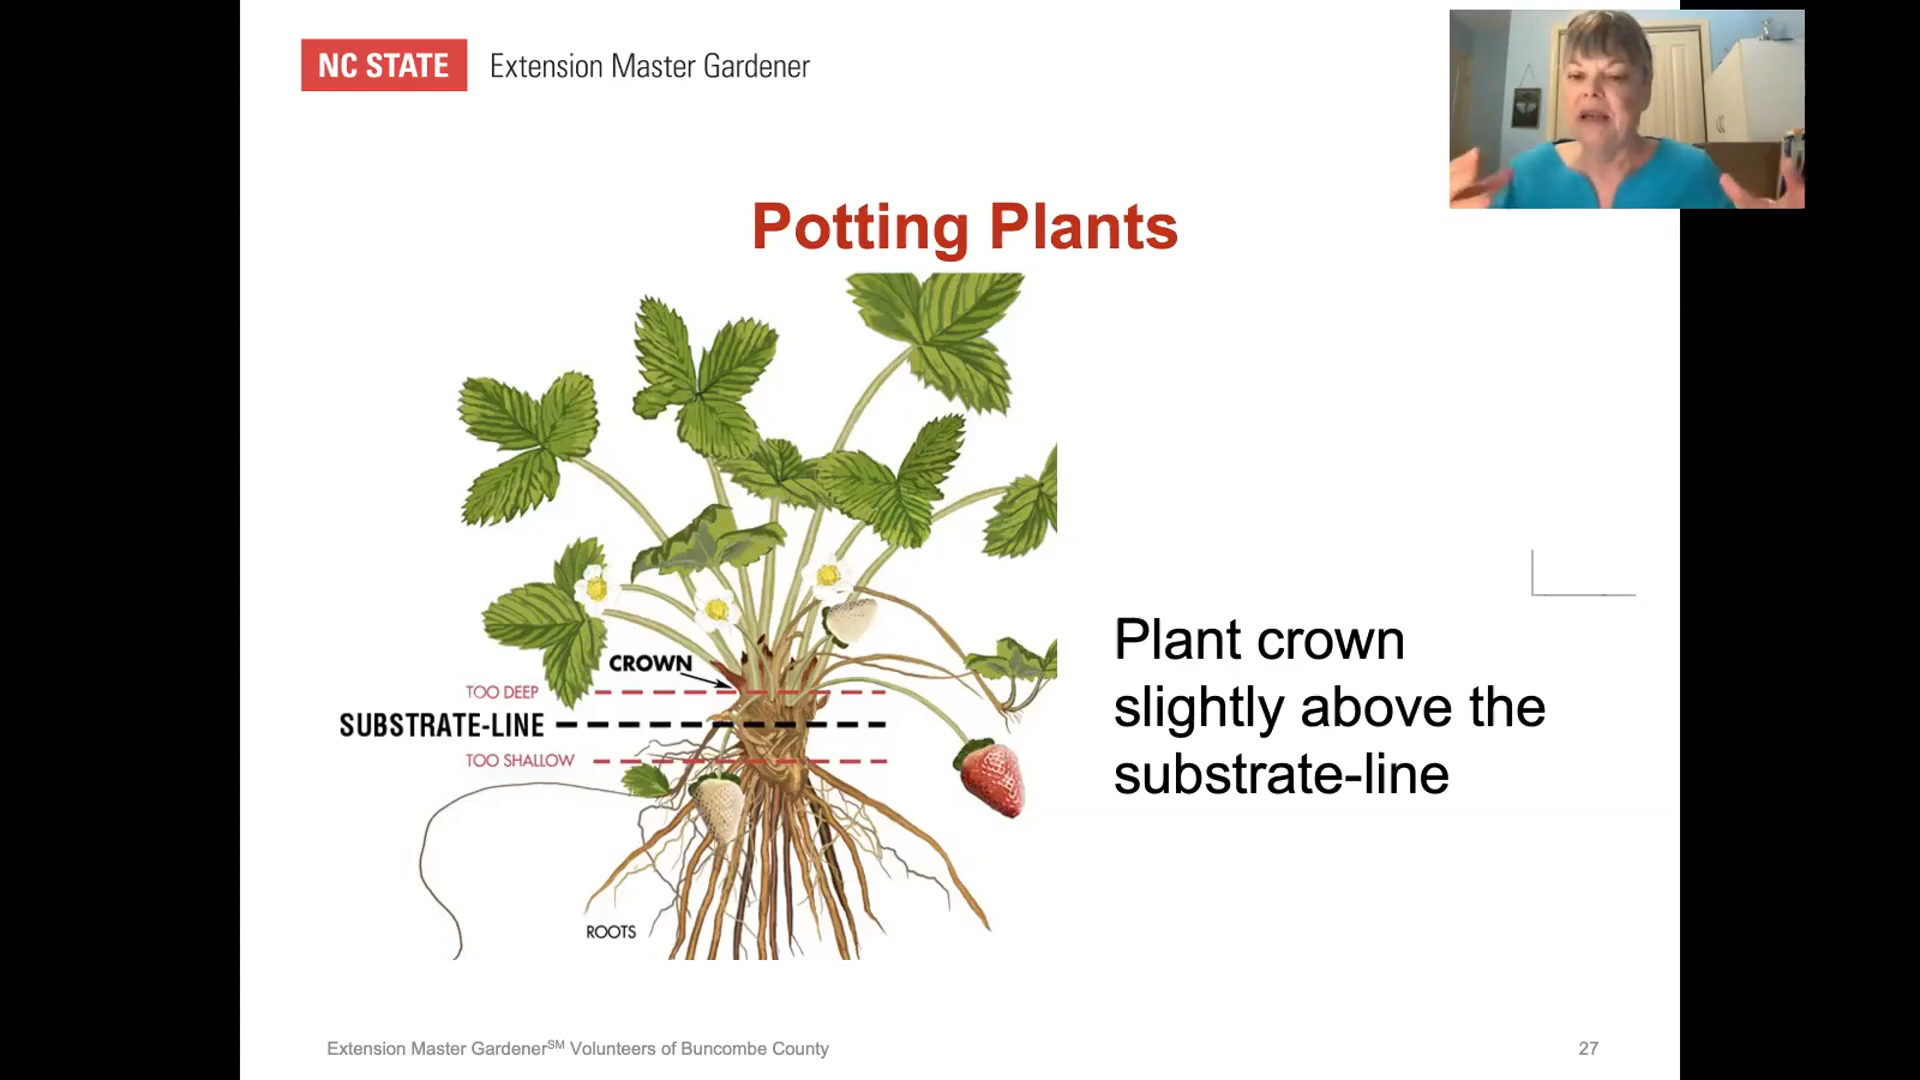 NC STATE Extension Master Gardener
Potting Plants
CROWN
TOO DEEP
SUBSTRATE-LINE
TOO SHALLOW
ROOTS
Plant crown
slightly above the
substrate-line
Extension Master GardenerSM Volunteers of Buncombe County
27